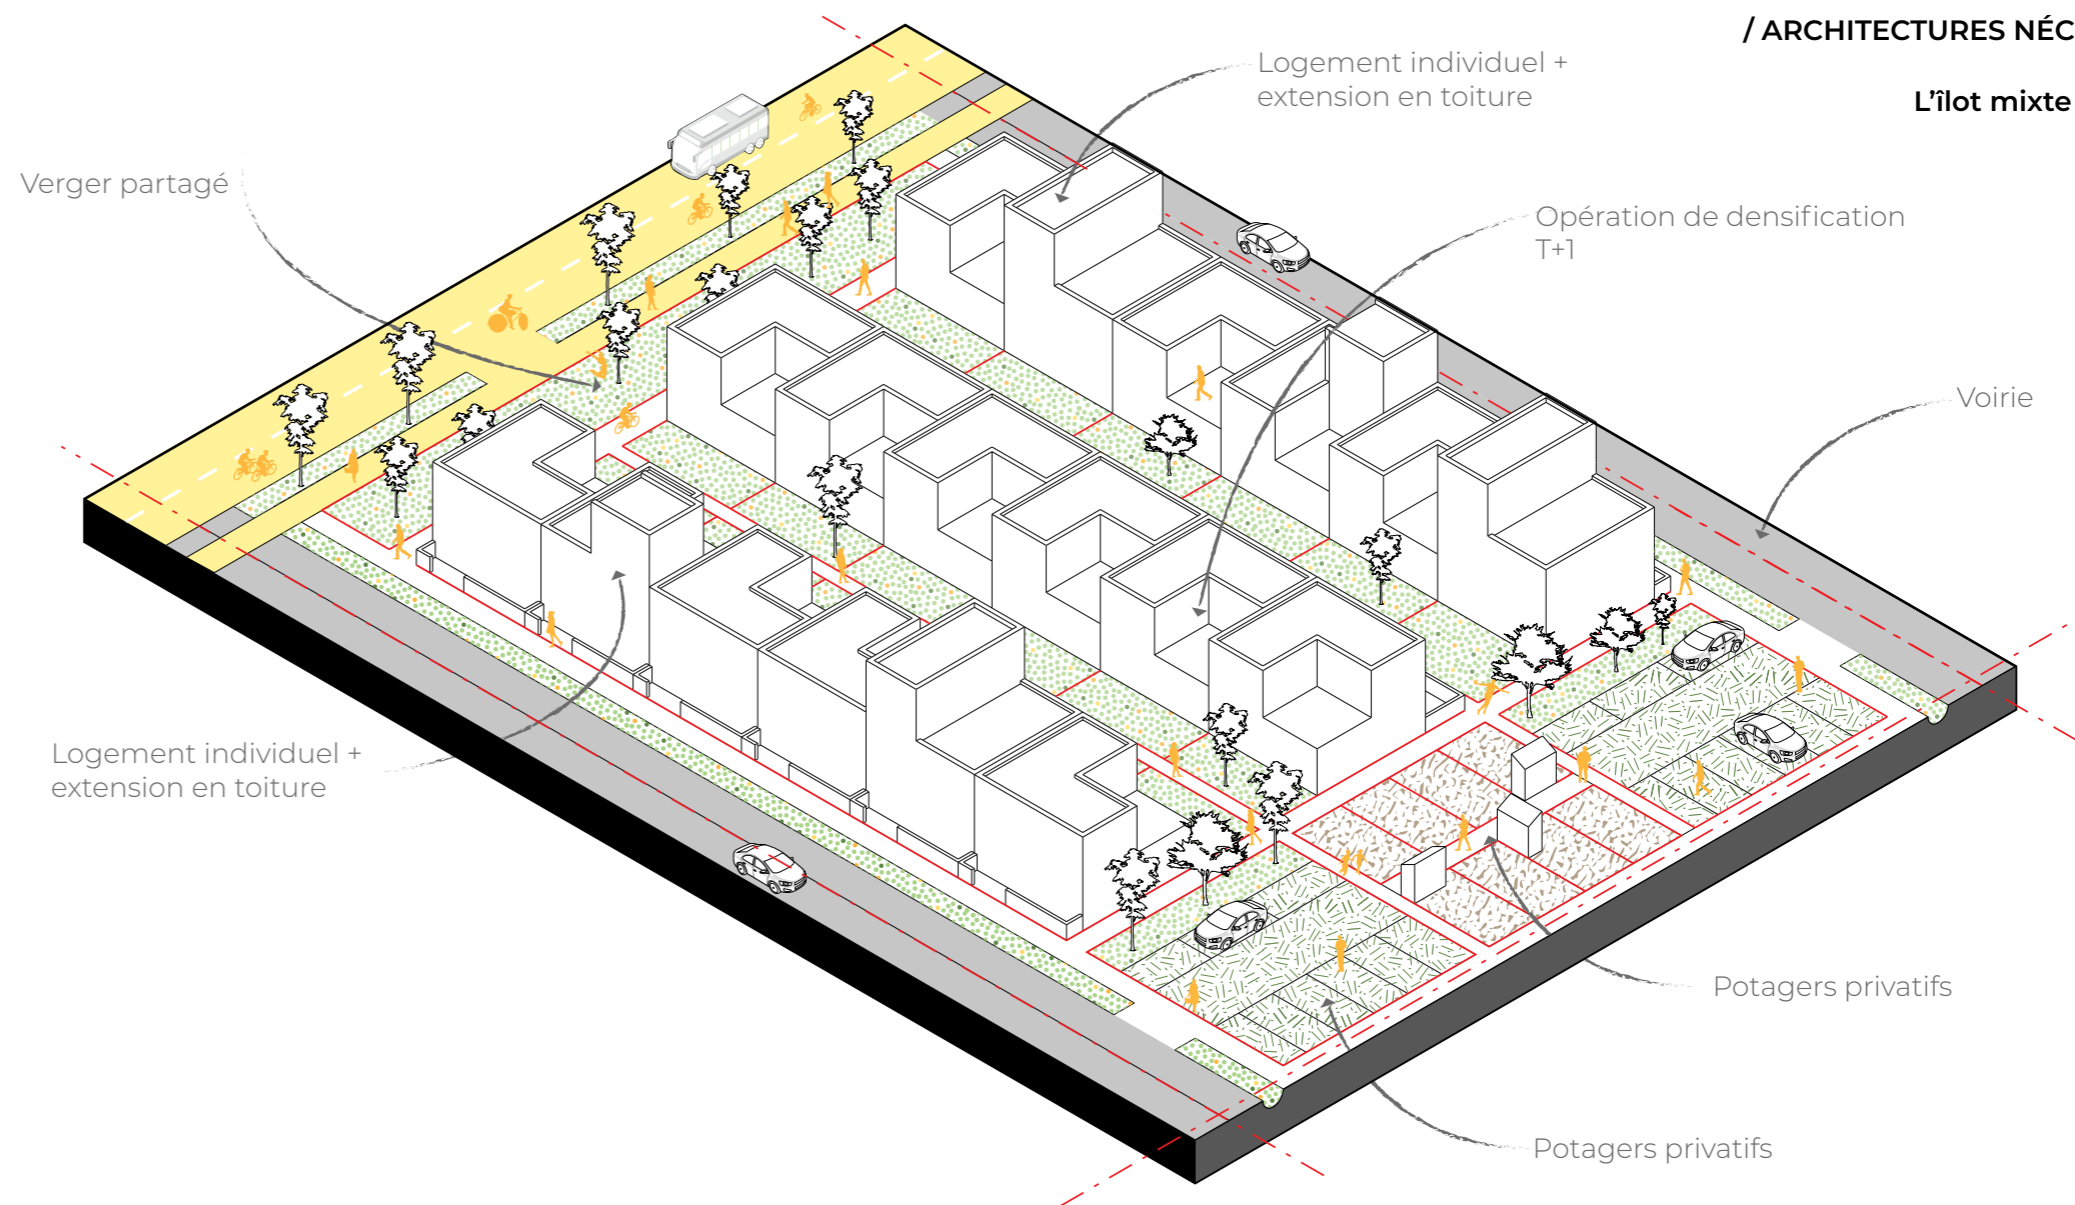 / ARCHITECTURES NÉC
L’îlot mixte
Logement individuel +
extension en toiture
Verger partagé
Opération de densification
T+1
Voirie
Logement individuel +
extension en toiture
Potagers privatifs
Potagers privatifs